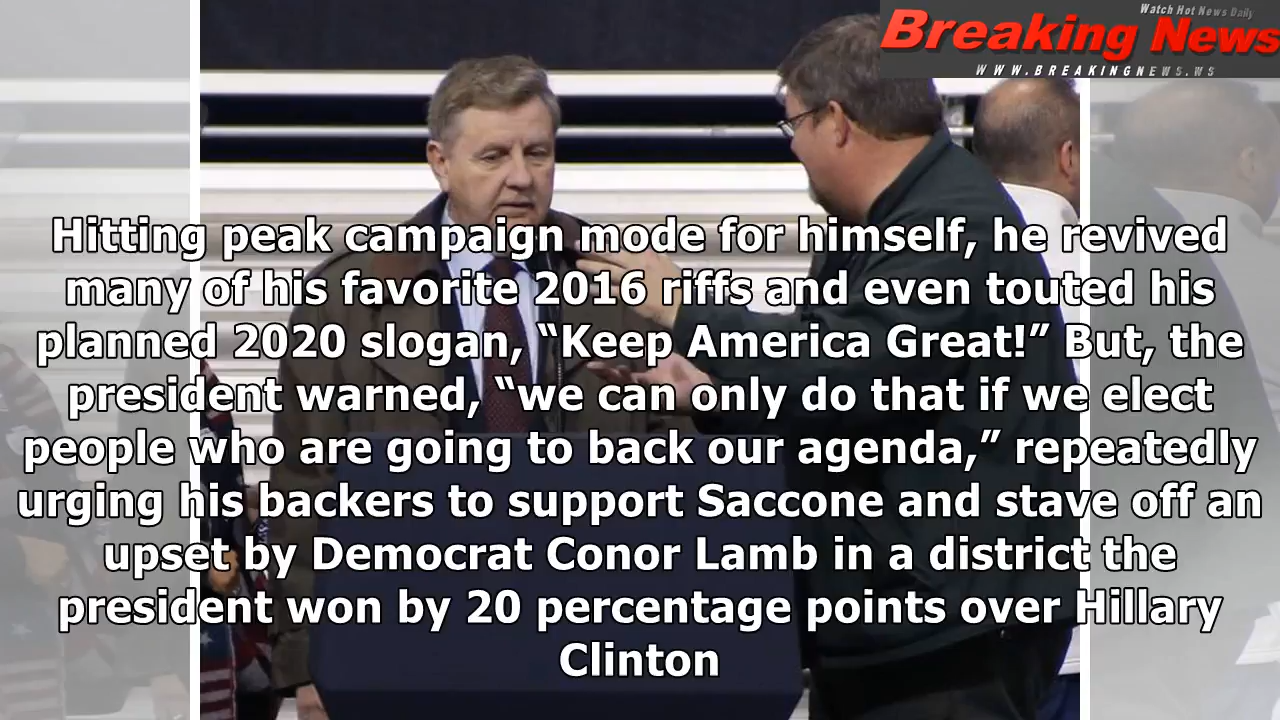 Watch Hot News Daily
Breaking News
WWW.BREAKINGNEWS.WS
Hitting peak campaign mode for himself, he revived
many of his favorite 2016 riffs and even touted his
planned 2020 slogan, “Keep America Great!” But, the
president warned, “we can only do that if we elect
people who are going to back our agenda,” repeatedly
urging his backers to support Saccone and stave off an
upset by Democrat Conor Lamb in a district the
president won by 20 percentage points over Hillary
Clinton